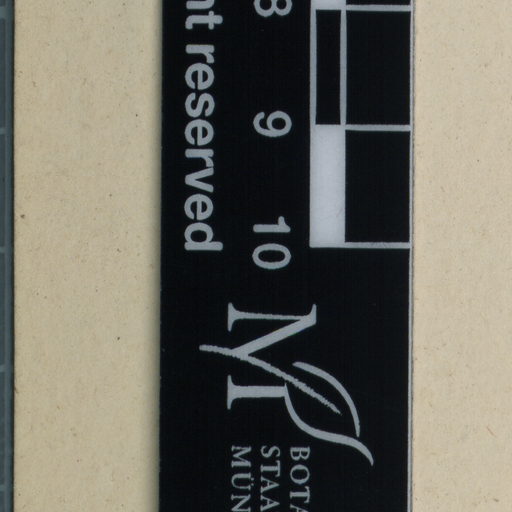 8 9 10
nt reserved
M
BOTA
STAA
MÜN